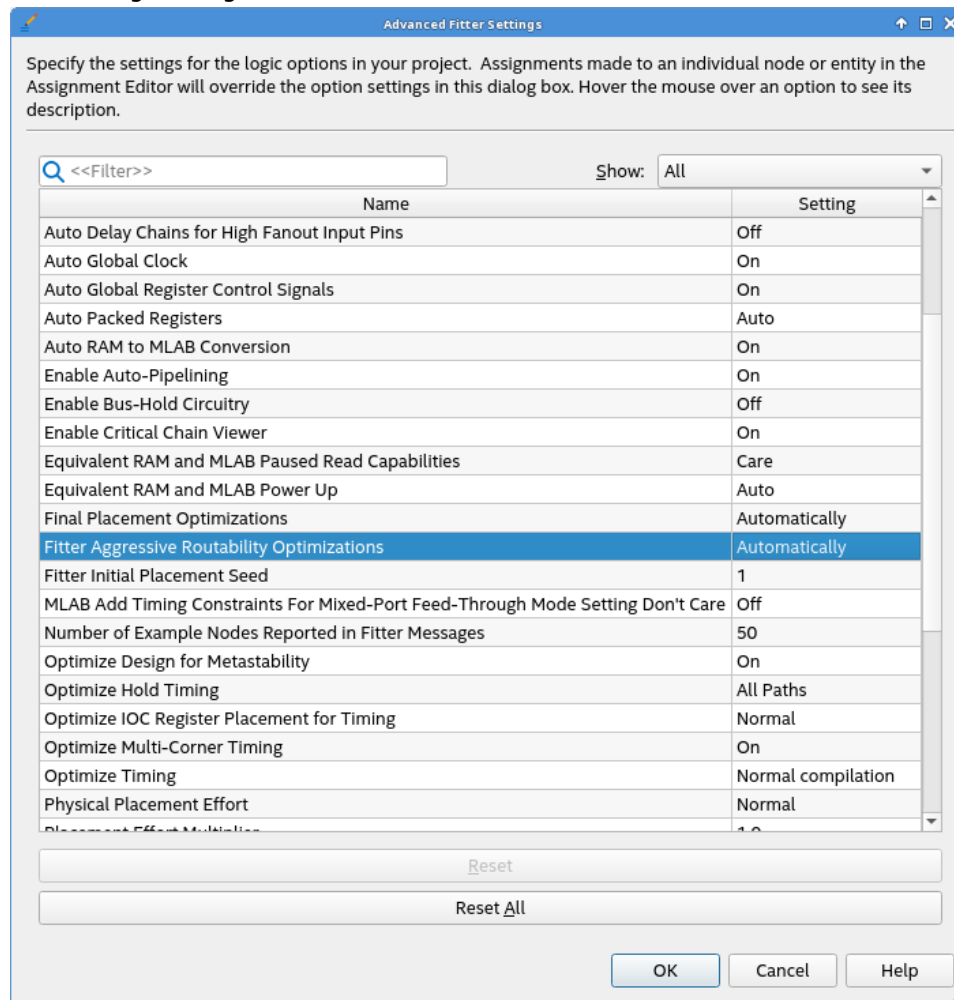 Advanced Fitter Settings
Specify the settings for the logic options in your project. Assignments made to an individual node or entity in the
Assignment Editor will override the option settings in this dialog box. Hover the mouse over an option to see its
description.
<<Filter>> Show: All
Name Setting
Auto Delay Chains for High Fanout Input Pins Off
Auto Global Clock On
Auto Global Register Control Signals On
Auto Packed Registers Auto
Auto RAM to MLAB Conversion On
Enable Auto-Pipelining On
Enable Bus-Hold Circuitry Off
Enable Critical Chain Viewer On
Equivalent RAM and MLAB Paused Read Capabilities Care
Equivalent RAM and MLAB Power Up Auto
Final Placement Optimizations Automatically
Fitter Aggressive Routability Optimizations Automatically
Fitter Initial Placement Seed 1
MLAB Add Timing Constraints For Mixed-Port Feed-Through Mode Setting Don't Care Off
Number of Example Nodes Reported in Fitter Messages 50
Optimize Design for Metastability On
Optimize Hold Timing All Paths
Optimize IOC Register Placement for Timing Normal
Optimize Multi-Corner Timing On
Optimize Timing Normal compilation
Physical Placement Effort Normal
Placement Effort Multiplier 1.0
Reset
Reset All
OK Cancel Help